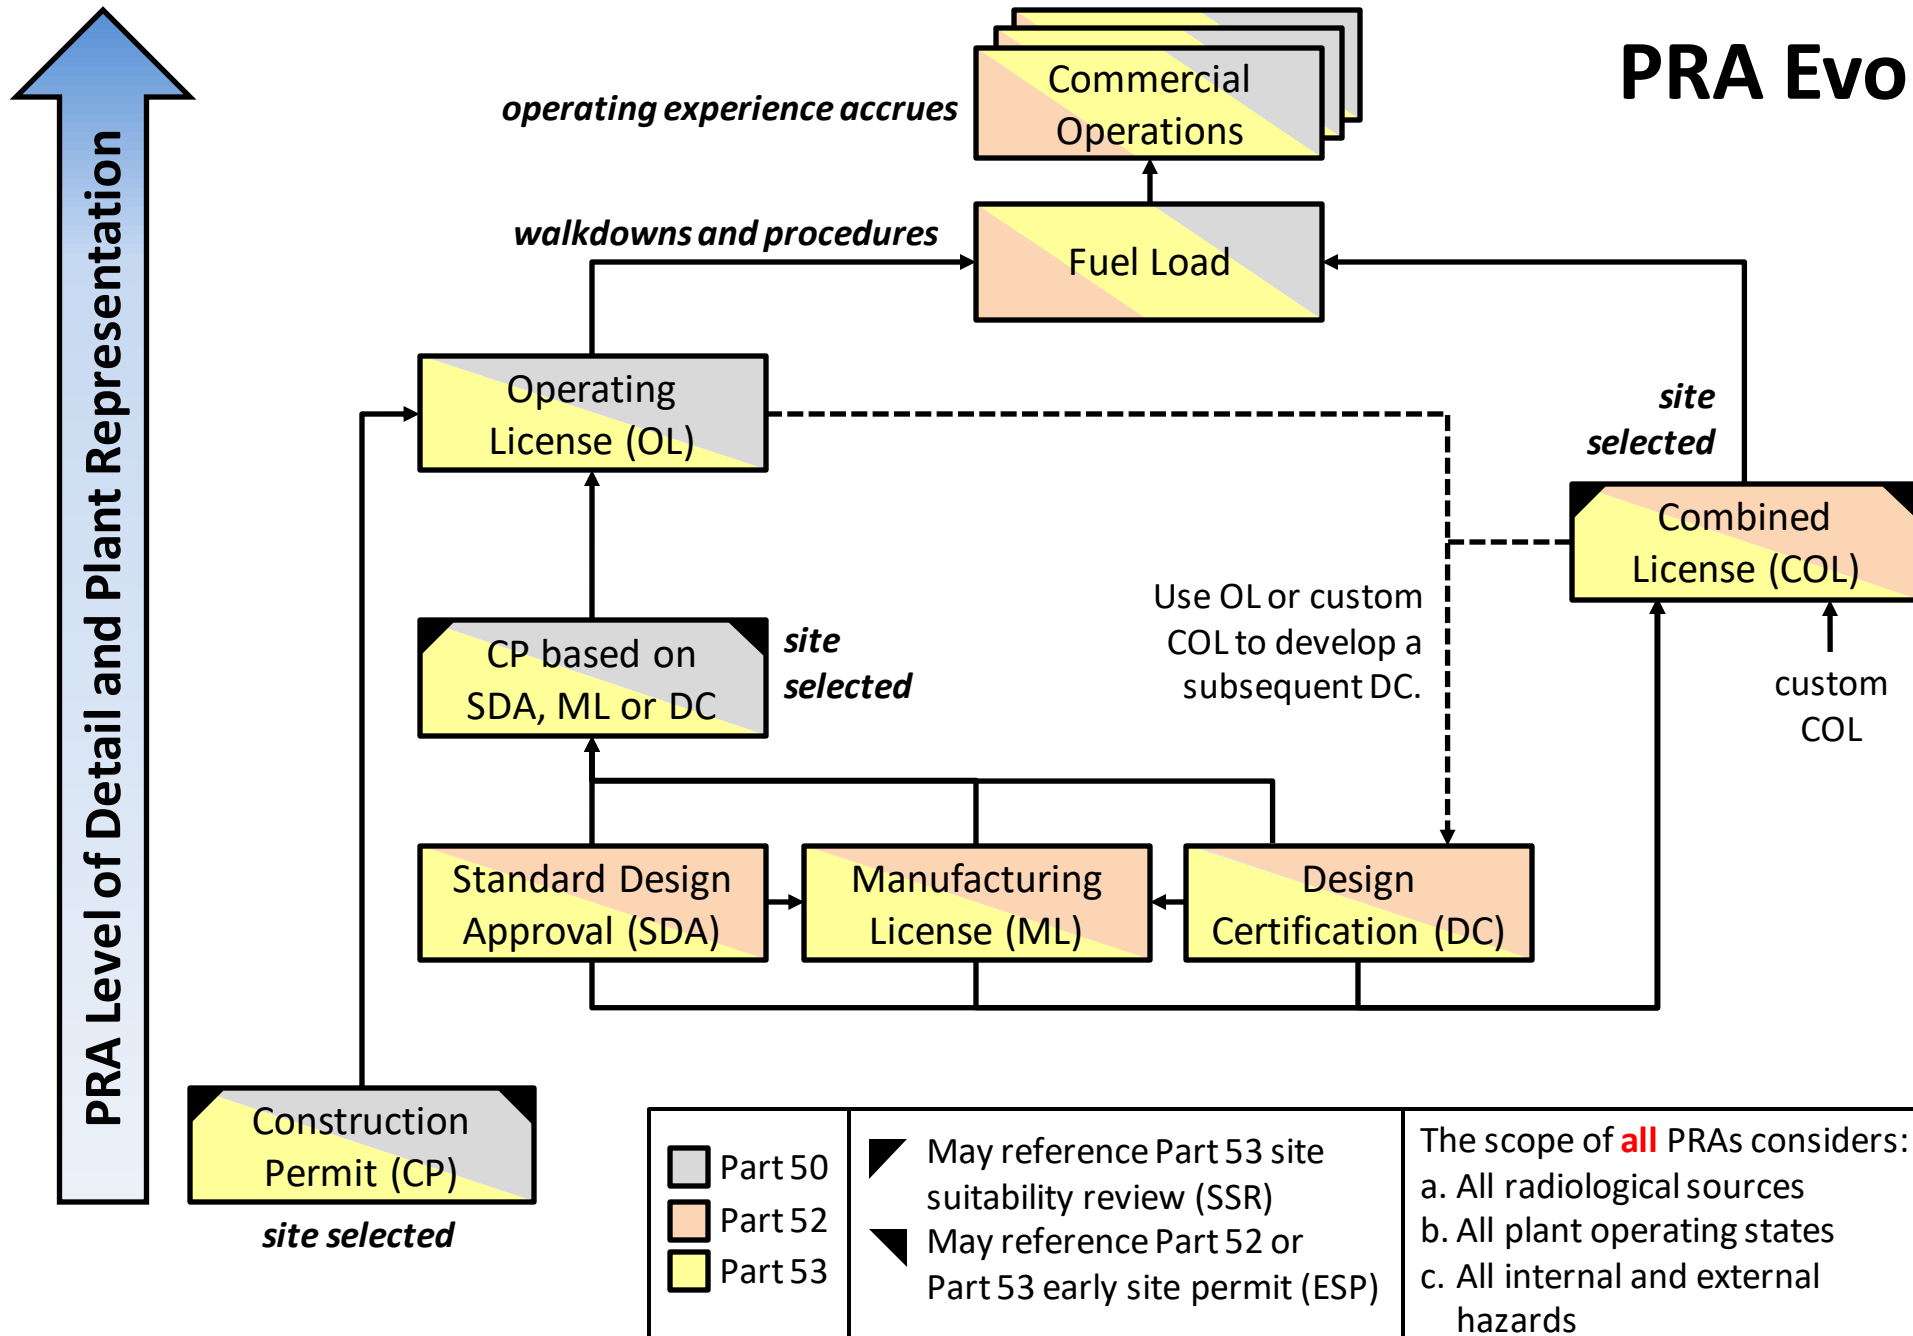 PRA Evo
PRA Level of Detail and Plant Representation
Commercial
Operations
operating experience accrues
walkdowns and procedures
Fuel Load
Operating
License (OL)
site
selected
Combined
License (COL)
Use OL or custom
COL to develop a
subsequent DC.
custom
COL
CP based on
SDA, ML or DC
site
selected
Standard Design
Approval (SDA)
Manufacturing
License (ML)
Design
Certification (DC)
Construction
Permit (CP)
site selected
Part 50
Part 52
Part 53
May reference Part 53 site
suitability review (SSR)
May reference Part 52 or
Part 53 early site permit (ESP)
The scope of all PRAs considers:
a. All radiological sources
b. All plant operating states
c. All internal and external
hazards